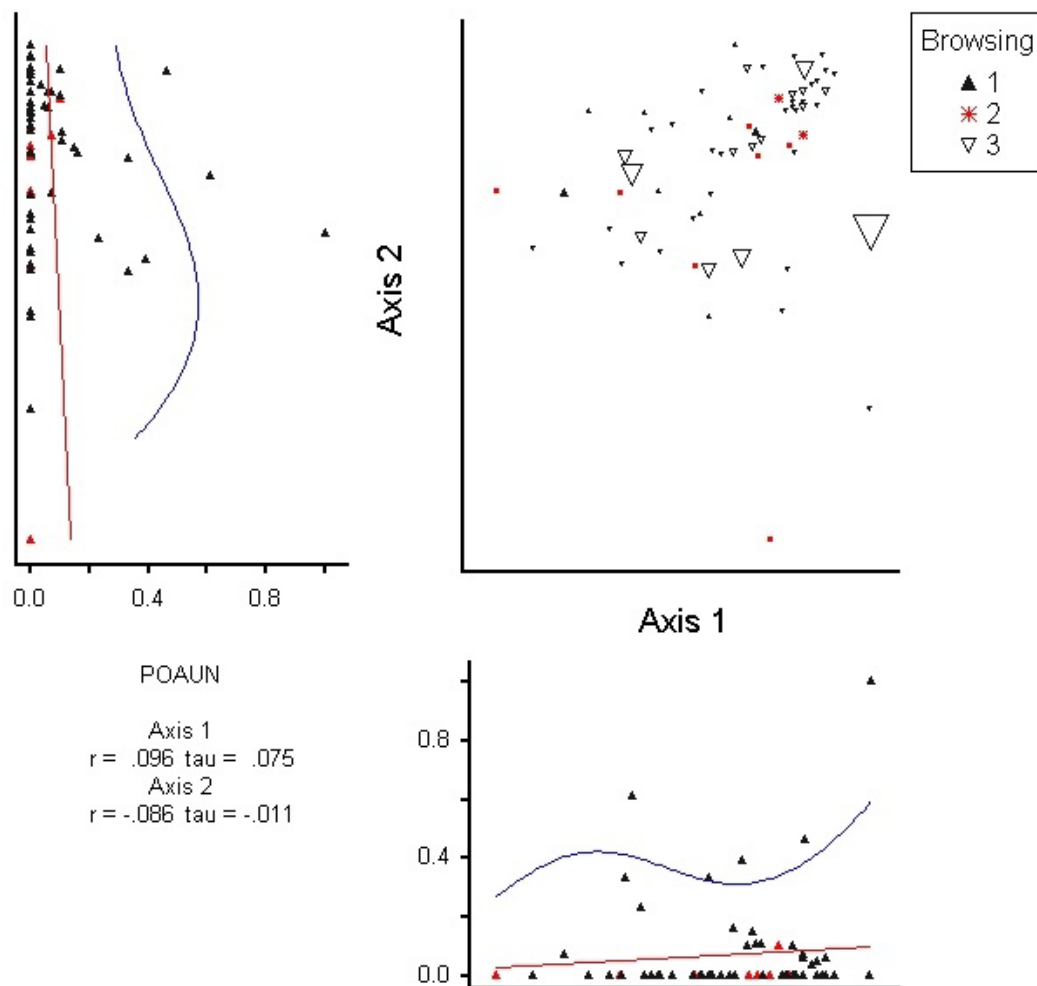 Browsing
1
2
3
Axis 2
0.0 0.4 0.8
Axis 1
POAUN
Axis 1
r = .096 tau = .075
Axis 2
r = -.086 tau = -.011
0.8
0.4
0.0